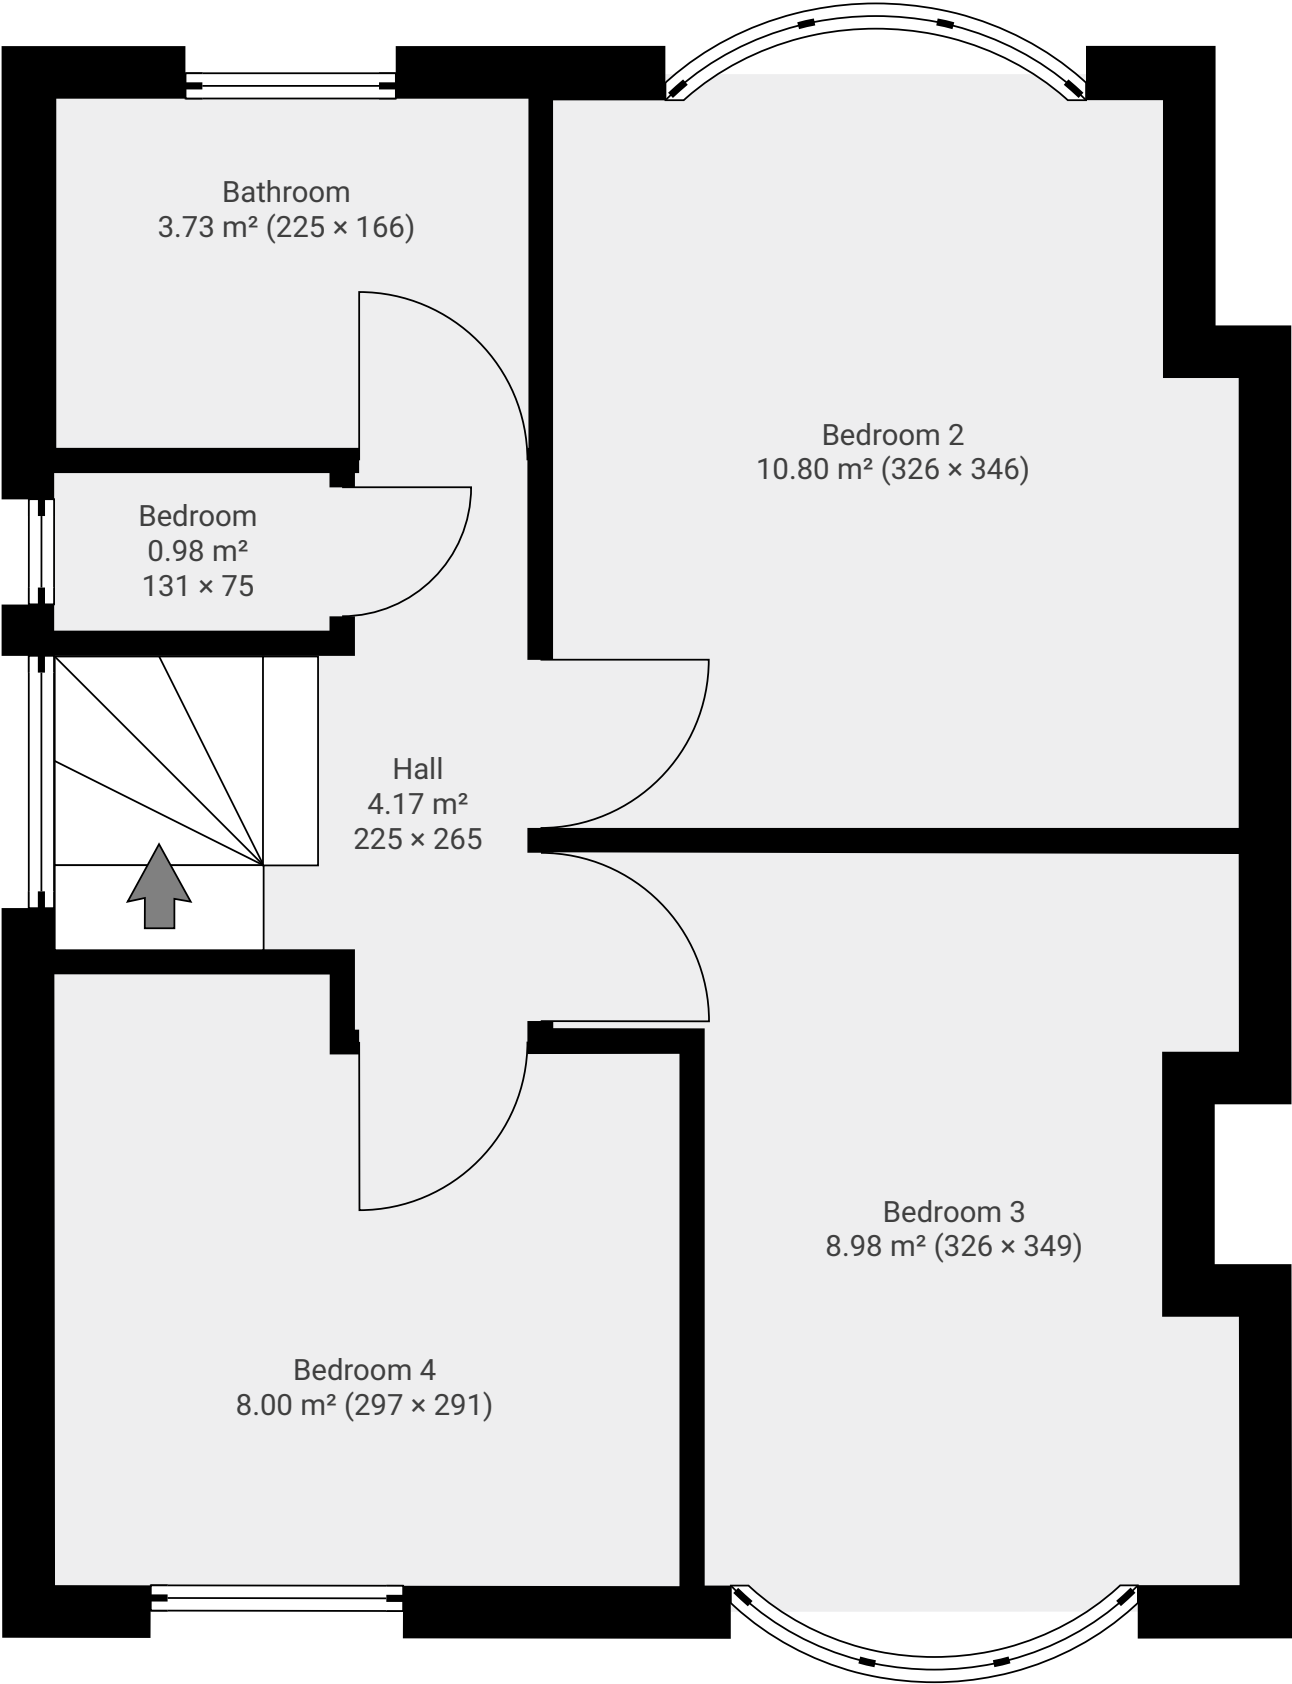 Bathroom
3.73 m² (225 × 166)
Bedroom 2
10.80 m² (326 × 346)
Bedroom
0.98 m²
131 × 75
Hall
4.17 m²
225 × 265
Bedroom 3
8.98 m² (326 × 349)
Bedroom 4
8.00 m² (297 × 291)